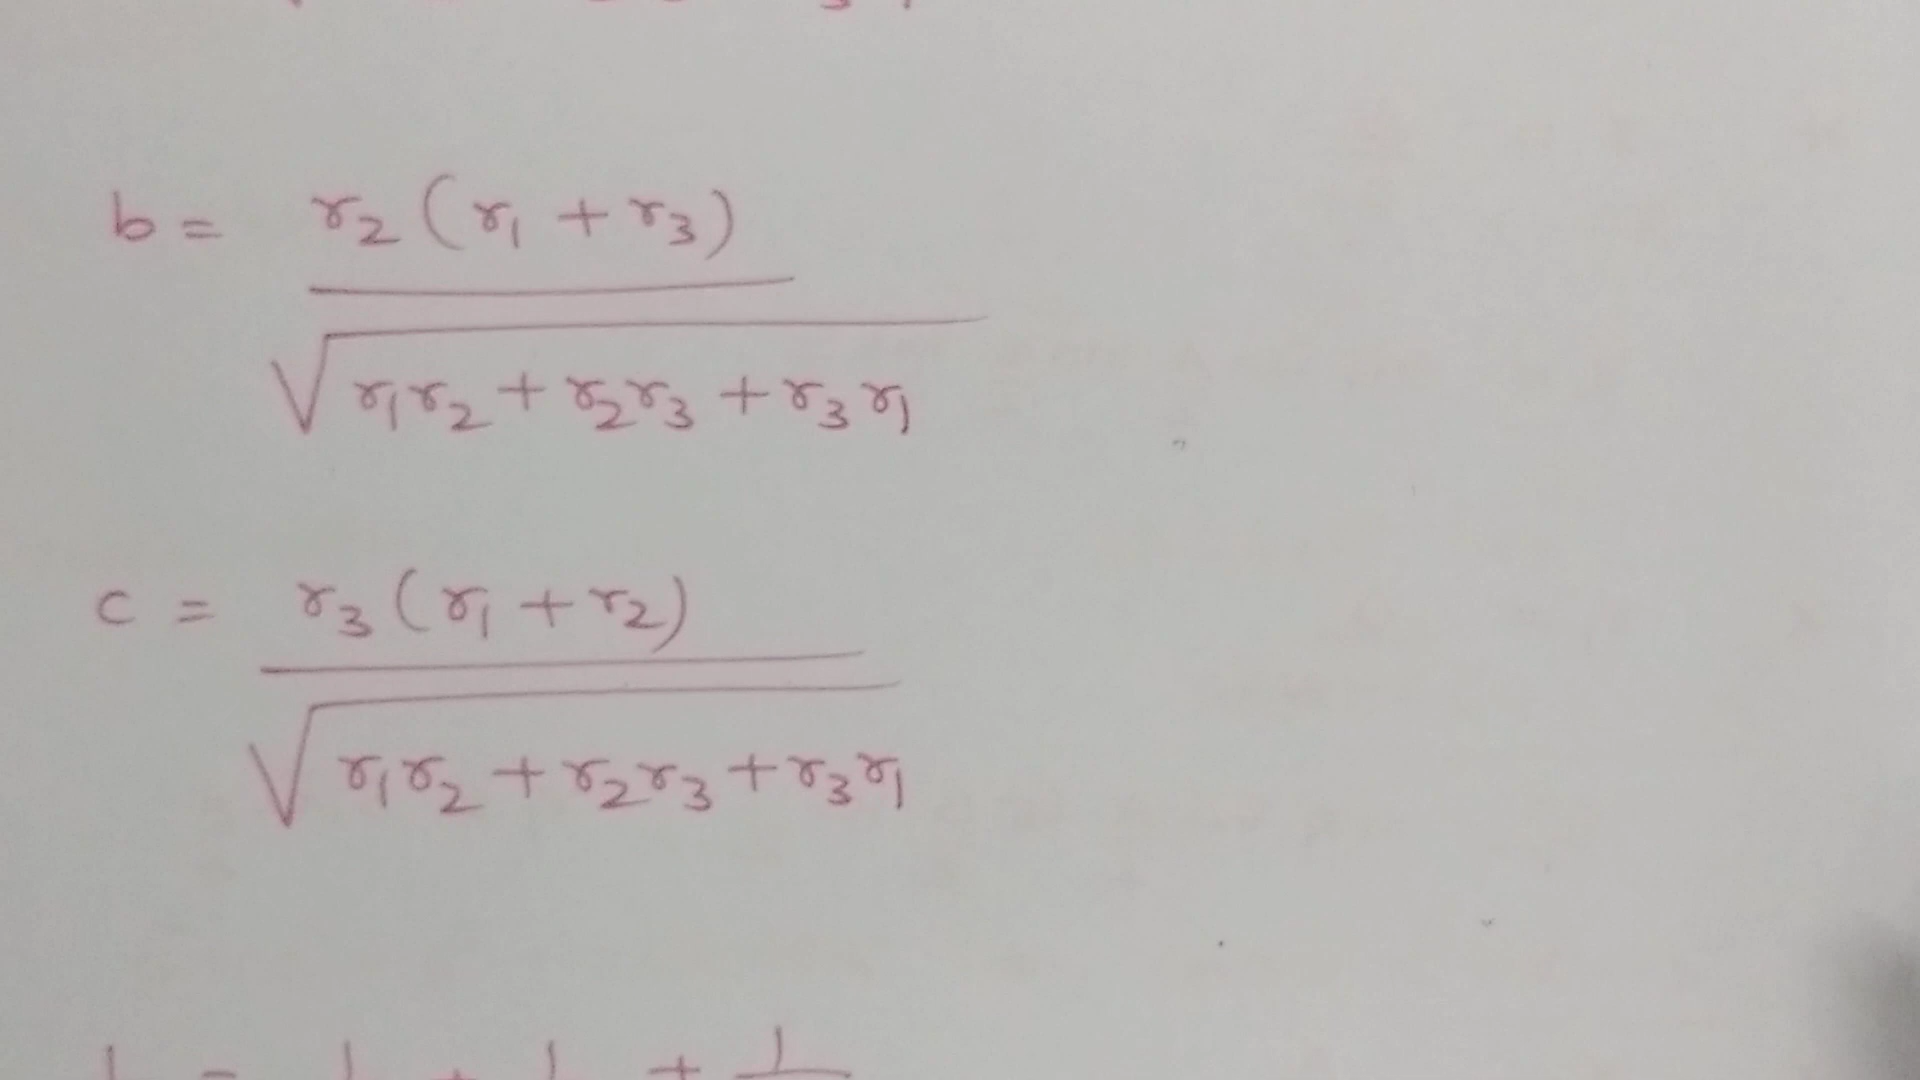 b = r₂ (r₁ + r₃)
√ r₁r₂ + r₂r₃ + r₃r₁
c = r₃ (r₁ + r₂)
√ r₁r₂ + r₂r₃ + r₃r₁